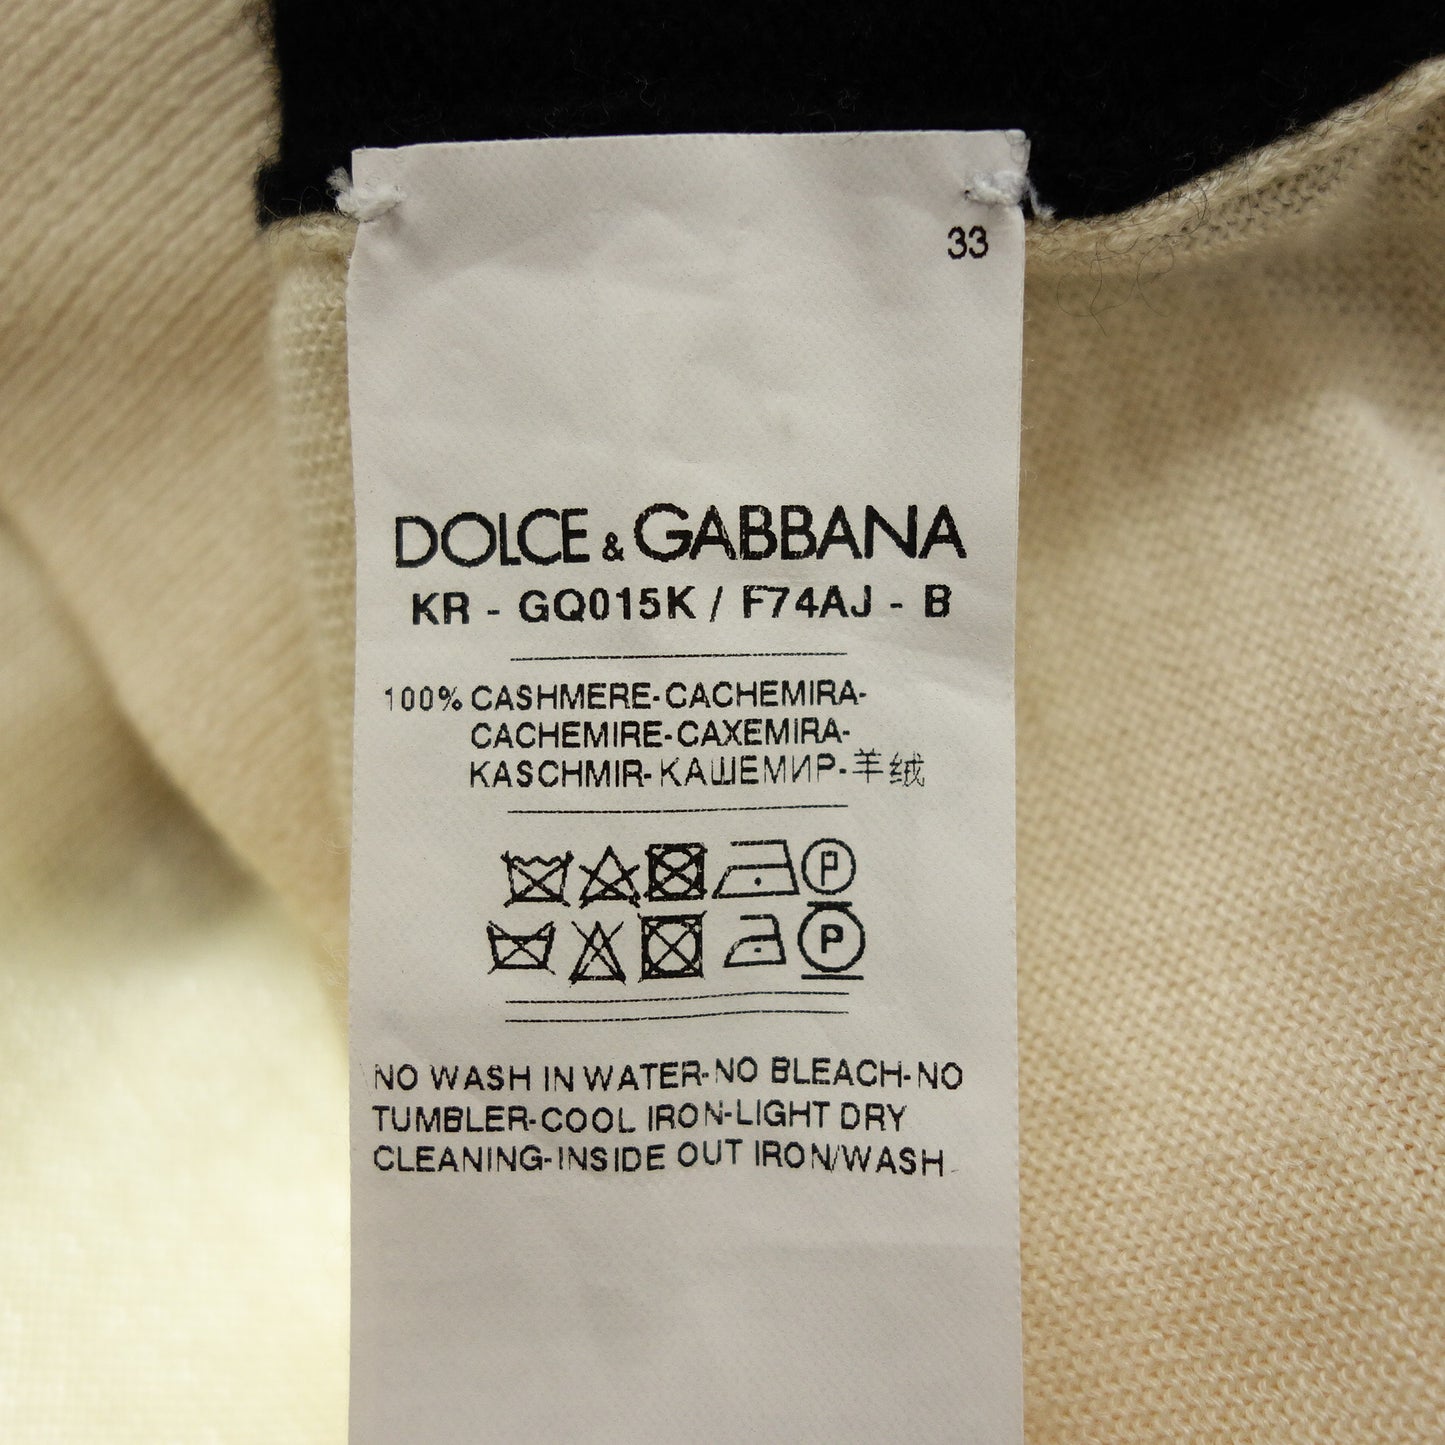 33
DOLCE & GABBANA
KR - GQ015K / F74AJ - B
100% CASHMERE-CACHEMIRA-
CACHEMIRE-CAXEMIRA-
KASCHMIR-КАШЕМИР-羊绒
P
P
NO WASH IN WATER-NO BLEACH-NO
TUMBLER-COOL IRON-LIGHT DRY
CLEANING-INSIDE OUT IRON/WASH